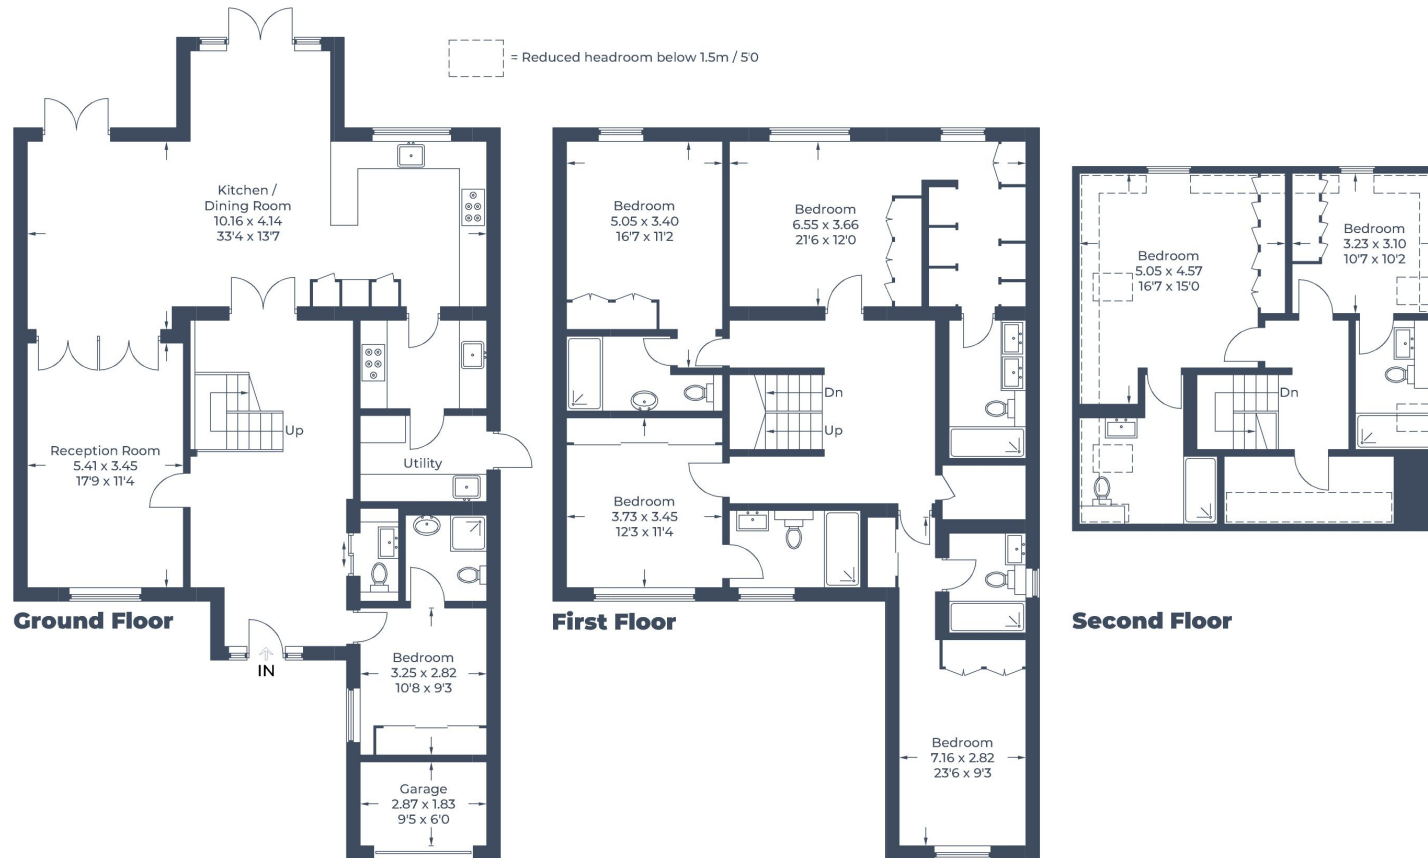 = Reduced headroom below 1.5m / 5'0
Kitchen /
Dining Room
10.16 x 4.14
33'4 x 13'7
Reception Room
5.41 x 3.45
17'9 x 11'4
Up
Utility
Bedroom
3.25 x 2.82
10'8 x 9'3
Garage
2.87 x 1.83
9'5 x 6'0
IN
Ground Floor
Bedroom
5.05 x 3.40
16'7 x 11'2
Bedroom
6.55 x 3.66
21'6 x 12'0
Dn
Up
Bedroom
3.73 x 3.45
12'3 x 11'4
Bedroom
7.16 x 2.82
23'6 x 9'3
First Floor
Bedroom
5.05 x 4.57
16'7 x 15'0
Bedroom
3.23 x 3.10
10'7 x 10'2
Dn
Second Floor